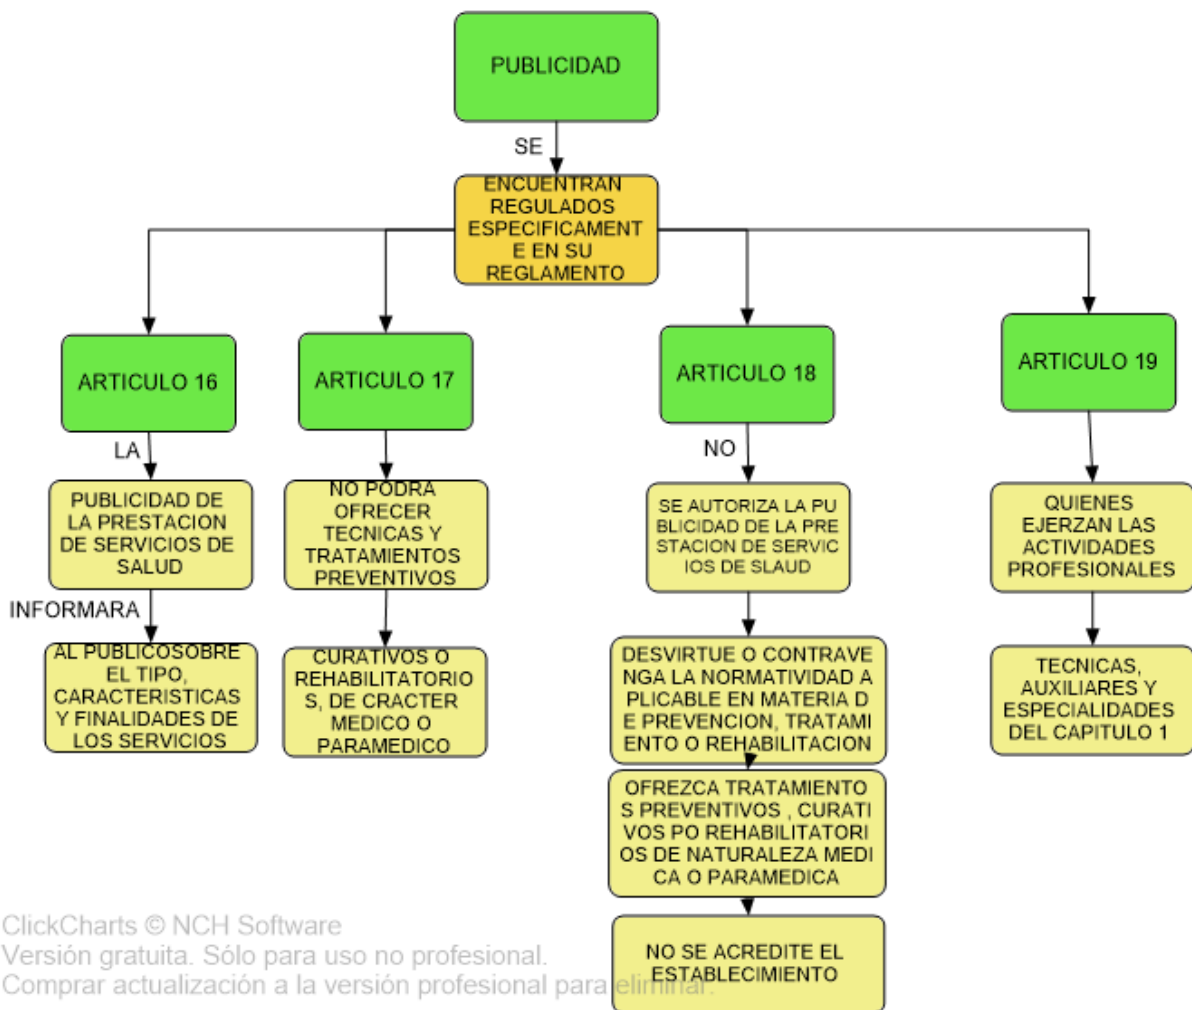 PUBLICIDAD
SE
ENCUENTRAN
REGULADOS
ESPECIFICAMENT
E EN SU
REGLAMENTO
ARTICULO 16
LA
PUBLICIDAD DE
LA PRESTACION
DE SERVICIOS DE
SALUD
INFORMARA
AL PUBLICOSOBRE
EL TIPO,
CARACTERISTICAS
Y FINALIDADES DE
LOS SERVICIOS
ARTICULO 17
NO PODRA
OFRECER
TECNICAS Y
TRATAMIENTOS
PREVENTIVOS
CURATIVOS O
REHABILITATORIO
S, DE CRACTER
MEDICO O
PARAMEDICO
ARTICULO 18
NO
SE AUTORIZA LA PU
BLICIDAD DE LA PRE
STACION DE SERVIC
IOS DE SLAUD
DESVIRTUE O CONTRAVE
NGA LA NORMATIVIDAD A
PLICABLE EN MATERIA D
E PREVENCION, TRATAMI
ENTO O REHABILITACION
OFREZCA TRATAMIENTO
S PREVENTIVOS , CURATI
VOS PO REHABILITATORI
OS DE NATURALEZA MEDI
CA O PARAMEDICA
NO SE ACREDITE EL
ESTABLECIMIENTO
ARTICULO 19
QUIENES
EJERZAN LAS
ACTIVIDADES
PROFESIONALES
TECNICAS,
AUXILIARES Y
ESPECIALIDADES
DEL CAPITULO 1
ClickCharts © NCH Software
Versión gratuita. Sólo para uso no profesional.
Comprar actualización a la versión profesional para eliminar.